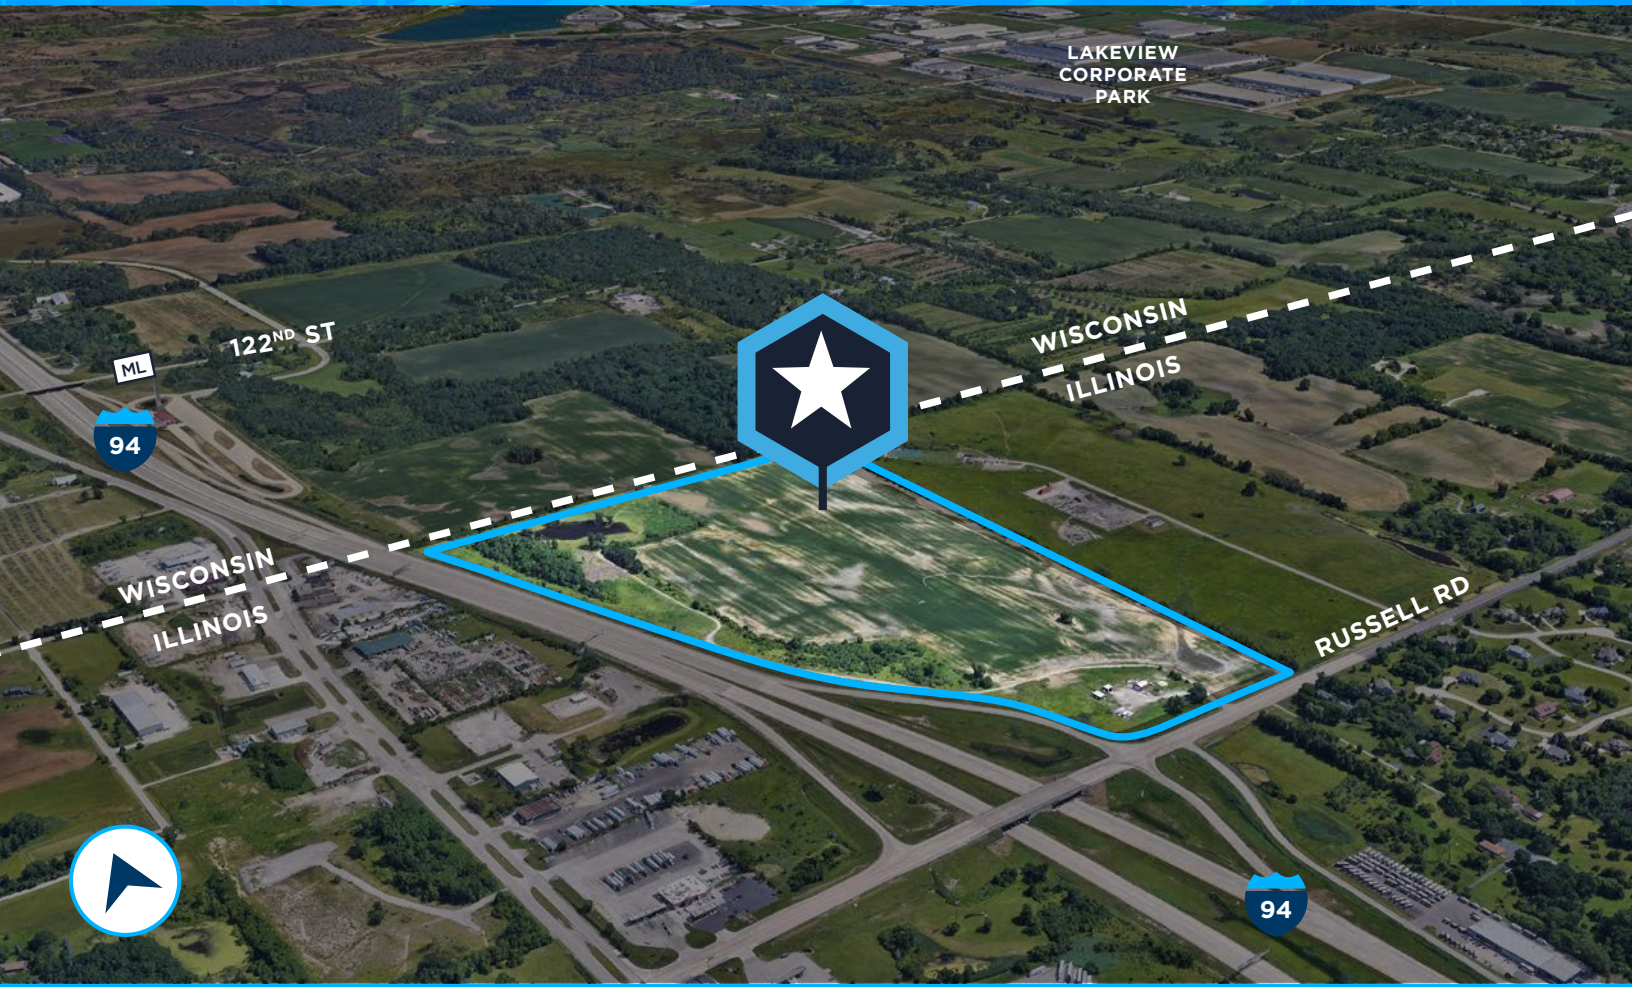 LAKEVIEW
CORPORATE
PARK
WISCONSIN
ILLINOIS
122ND ST
ML
94
WISCONSIN
ILLINOIS
RUSSELL RD
94